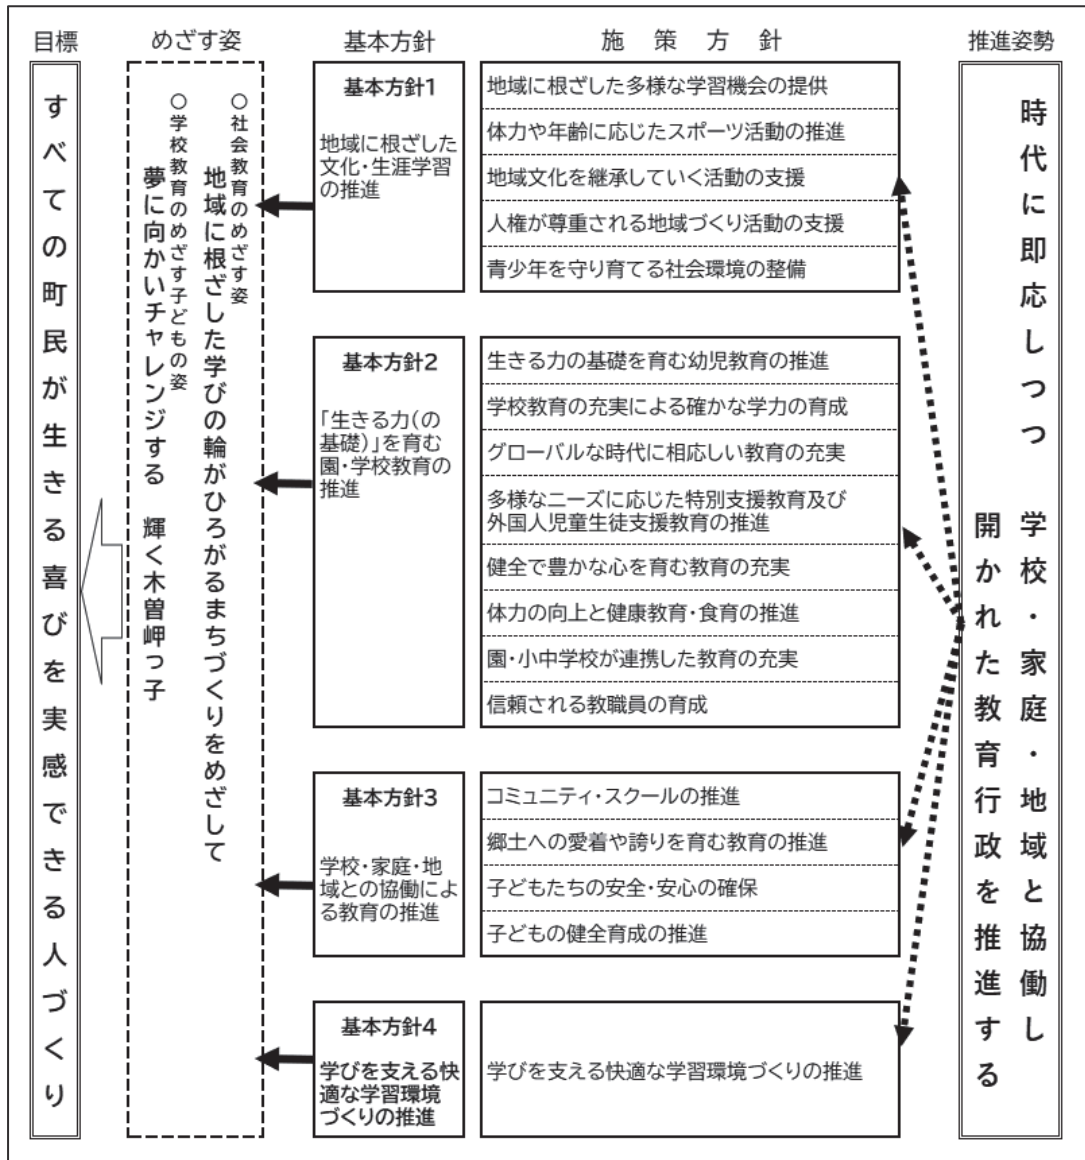 目標
すべての町民が生きる喜びを実感できる人づくり
めざす姿
○社会教育のめざす姿
地域に根ざした学びの輪がひろがるまちづくりをめざして
○学校教育のめざす子どもの姿
夢に向かいチャレンジする　輝く木曽岬っ子
基本方針
施策方針
基本方針1
地域に根ざした
文化・生涯学習
の推進
地域に根ざした多様な学習機会の提供
体力や年齢に応じたスポーツ活動の推進
地域文化を継承していく活動の支援
人権が尊重される地域づくり活動の支援
青少年を守り育てる社会環境の整備
基本方針2
「生きる力(の
基礎)」を育む
園・学校教育の
推進
生きる力の基礎を育む幼児教育の推進
学校教育の充実による確かな学力の育成
グローバルな時代に相応しい教育の充実
多様なニーズに応じた特別支援教育及び
外国人児童生徒支援教育の推進
健全で豊かな心を育む教育の充実
体力の向上と健康教育・食育の推進
園・小中学校が連携した教育の充実
信頼される教職員の育成
基本方針3
学校・家庭・地
域との協働によ
る教育の推進
コミュニティ・スクールの推進
郷土への愛着や誇りを育む教育の推進
子どもたちの安全・安心の確保
子どもの健全育成の推進
基本方針4
学びを支える快
適な学習環境
づくりの推進
学びを支える快適な学習環境づくりの推進
推進姿勢
時代に即応しつつ　学校・家庭・地域と協働し
開かれた教育行政を推進する